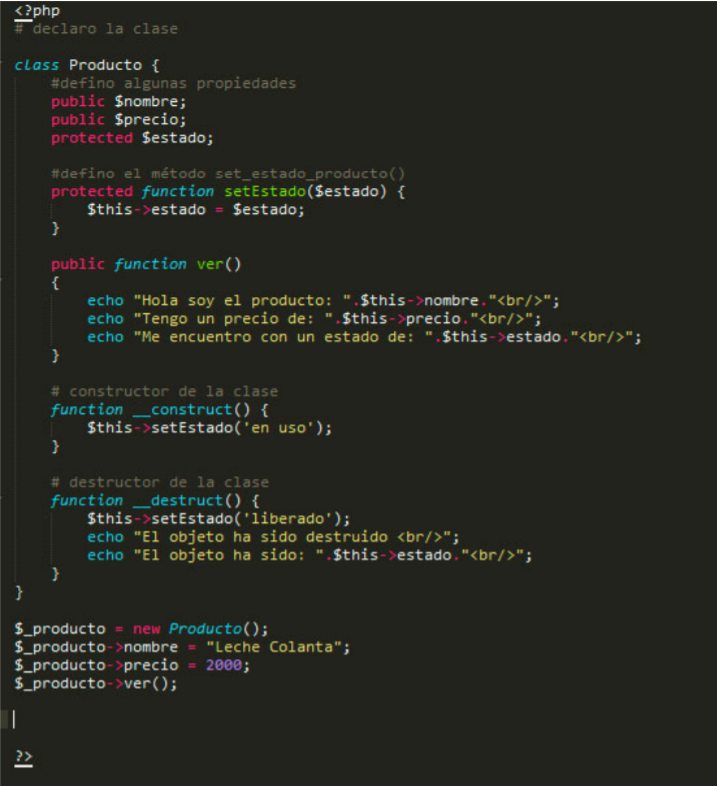 <?php
# declaro la clase
class Producto {
#defino algunas propiedades
public $nombre;
public $precio;
protected $estado;
#defino el método set_estado_producto()
protected function setEstado($estado) {
$this->estado = $estado;
}
public function ver()
{
echo "Hola soy el producto: ".$this->nombre."<br/>";
echo "Tengo un precio de: ".$this->precio."<br/>";
echo "Me encuentro con un estado de: ".$this->estado."<br/>";
}
# constructor de la clase
function __construct() {
$this->setEstado('en uso');
}
# destructor de la clase
function __destruct() {
$this->setEstado('liberado');
echo "El objeto ha sido destruido <br/>";
echo "El objeto ha sido: ".$this->estado."<br/>";
}
}
$_producto = new Producto();
$_producto->nombre = "Leche Colanta";
$_producto->precio = 2000;
$_producto->ver();
?>